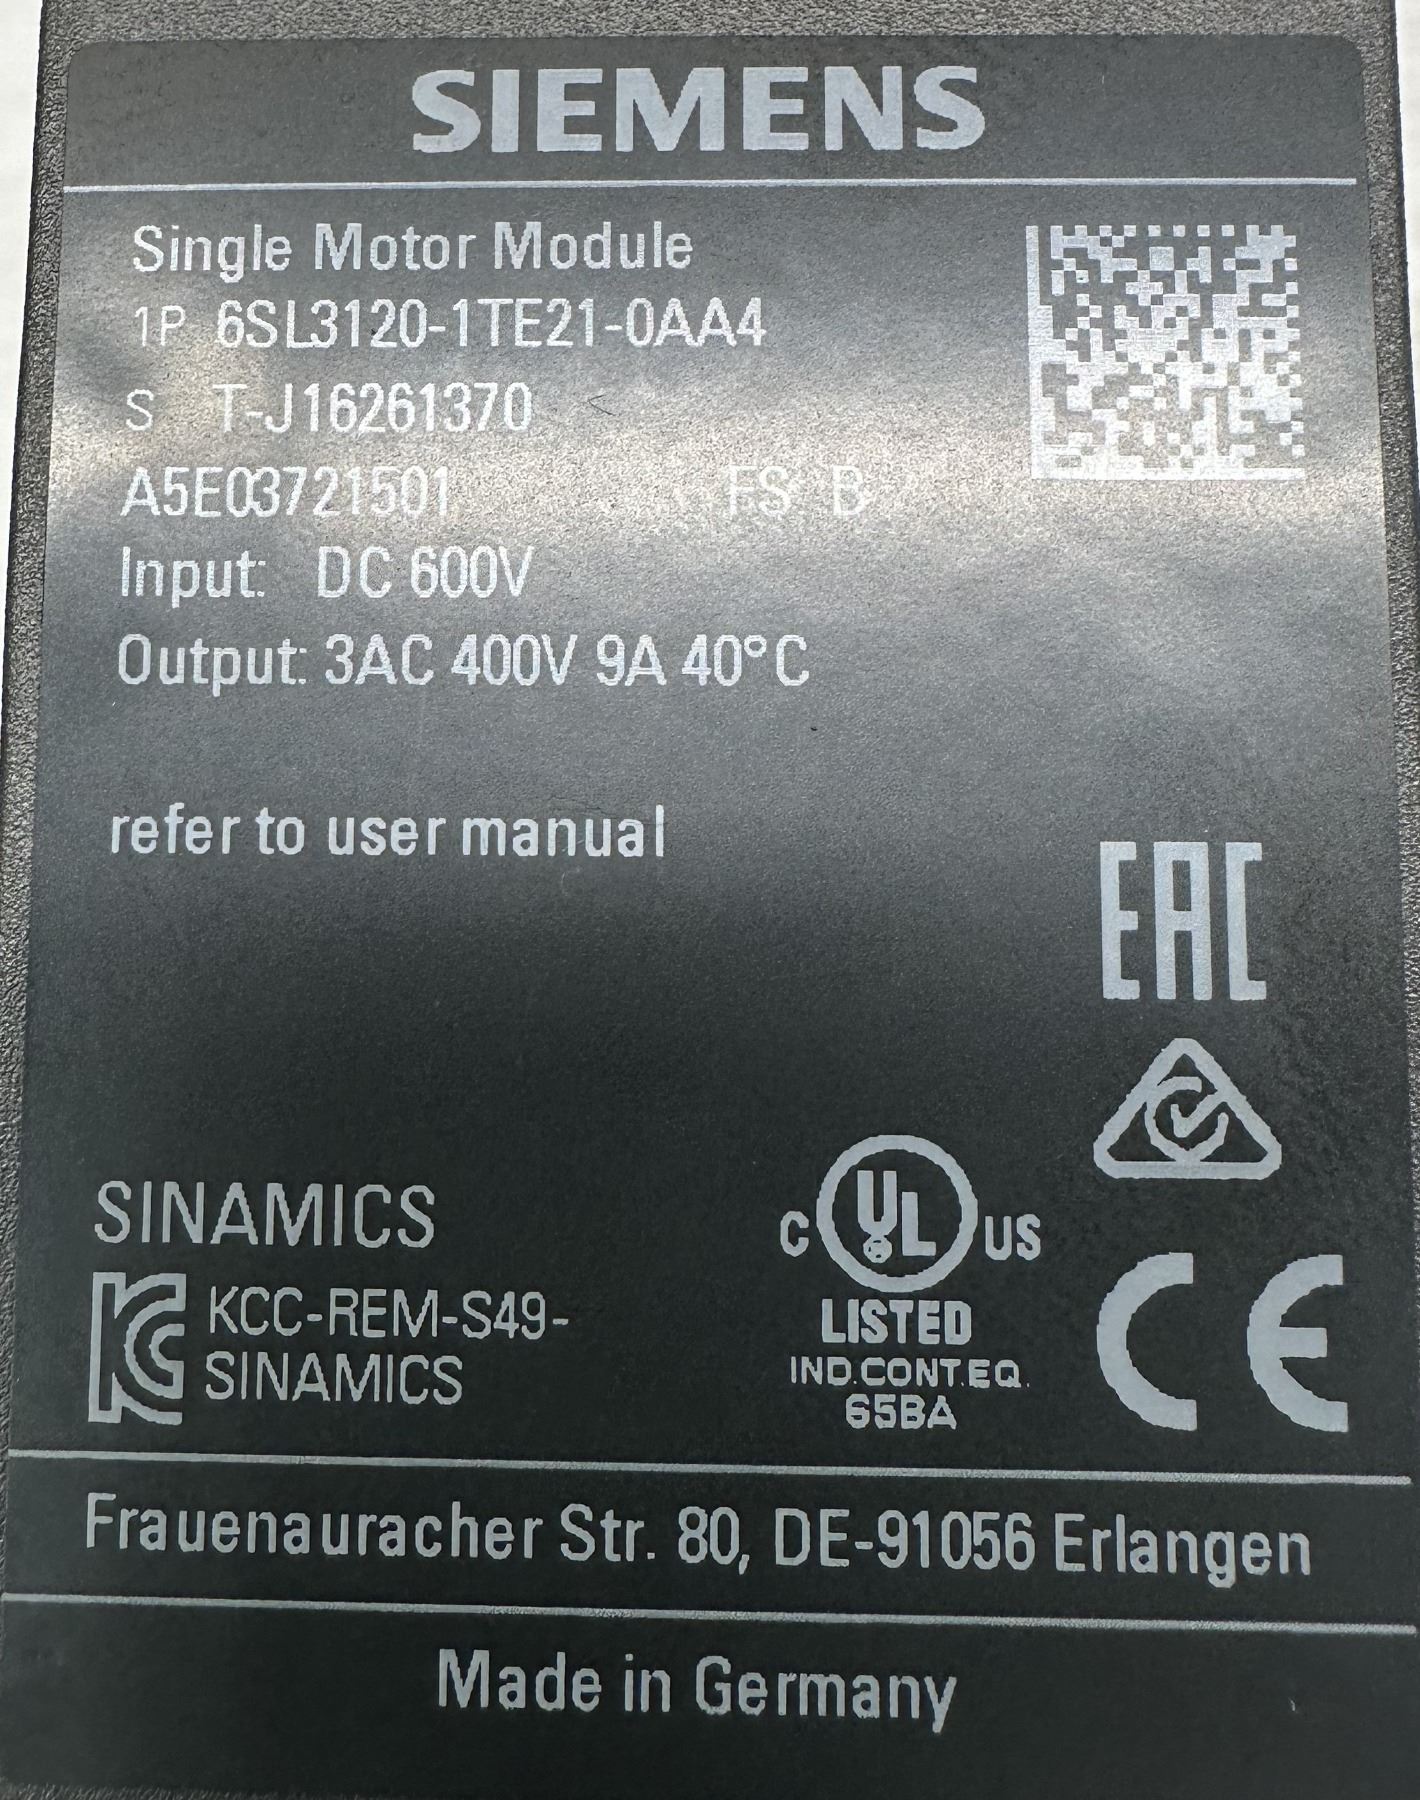 SIEMENS
Single Motor Module
1P 6SL3120-1TE21-0AA4
S T-J16261370
A5E03721501 FS: B
Input: DC 600V
Output: 3AC 400V 9A 40°C
refer to user manual
EAC
SINAMICS
C UL US
LISTED
IND.CONT.EQ.
65BA
KCC-REM-S49-
SINAMICS
CE
Frauenauracher Str. 80, DE-91056 Erlangen
Made in Germany